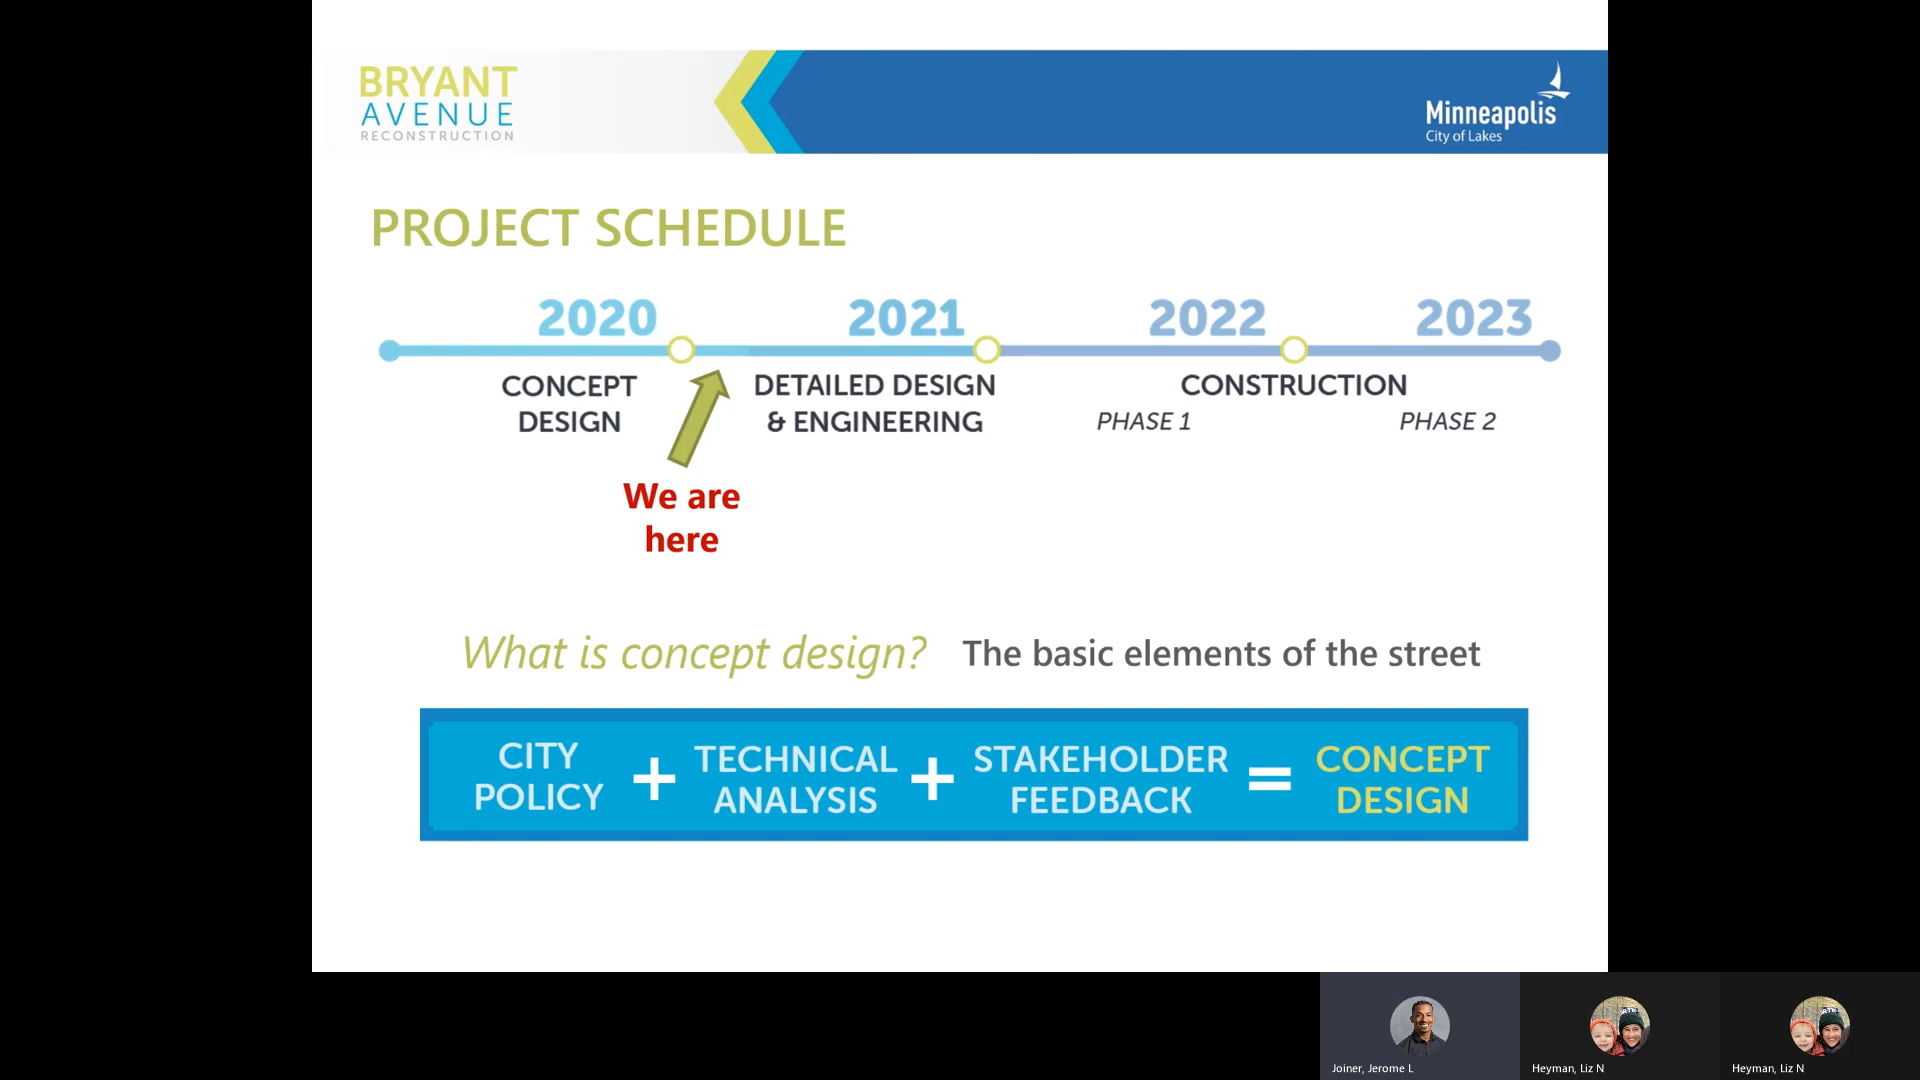 BRYANT
AVENUE
RECONSTRUCTION
Minneapolis
City of Lakes
PROJECT SCHEDULE
2020 2021 2022 2023
CONCEPT
DESIGN
DETAILED DESIGN
& ENGINEERING
CONSTRUCTION
PHASE 1 PHASE 2
We are
here
What is concept design? The basic elements of the street
CITY
POLICY
+
TECHNICAL
ANALYSIS
+
STAKEHOLDER
FEEDBACK
=
CONCEPT
DESIGN
Joiner, Jerome L
Heyman, Liz N
Heyman, Liz N